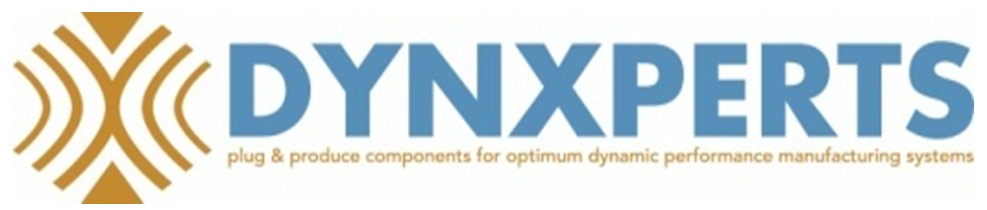 DYNXPERTS
plug & produce components for optimum dynamic performance manufacturing systems